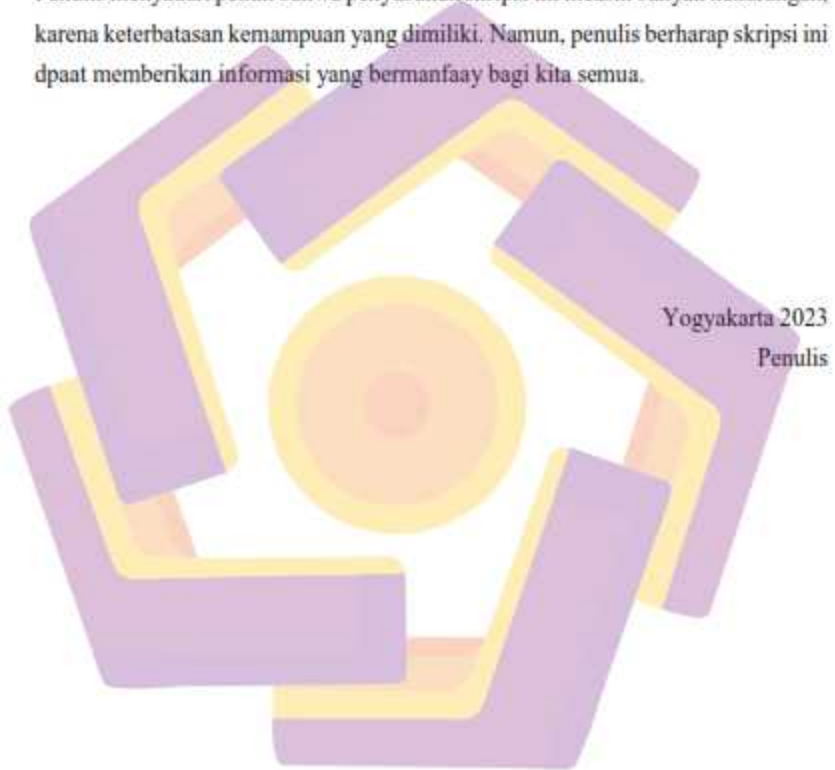 karena keterbatasan kemampuan yang dimiliki. Namun, penulis berharap skripsi ini
dpaat memberikan informasi yang bermanfaay bagi kita semua.
Yogyakarta 2023
Penulis